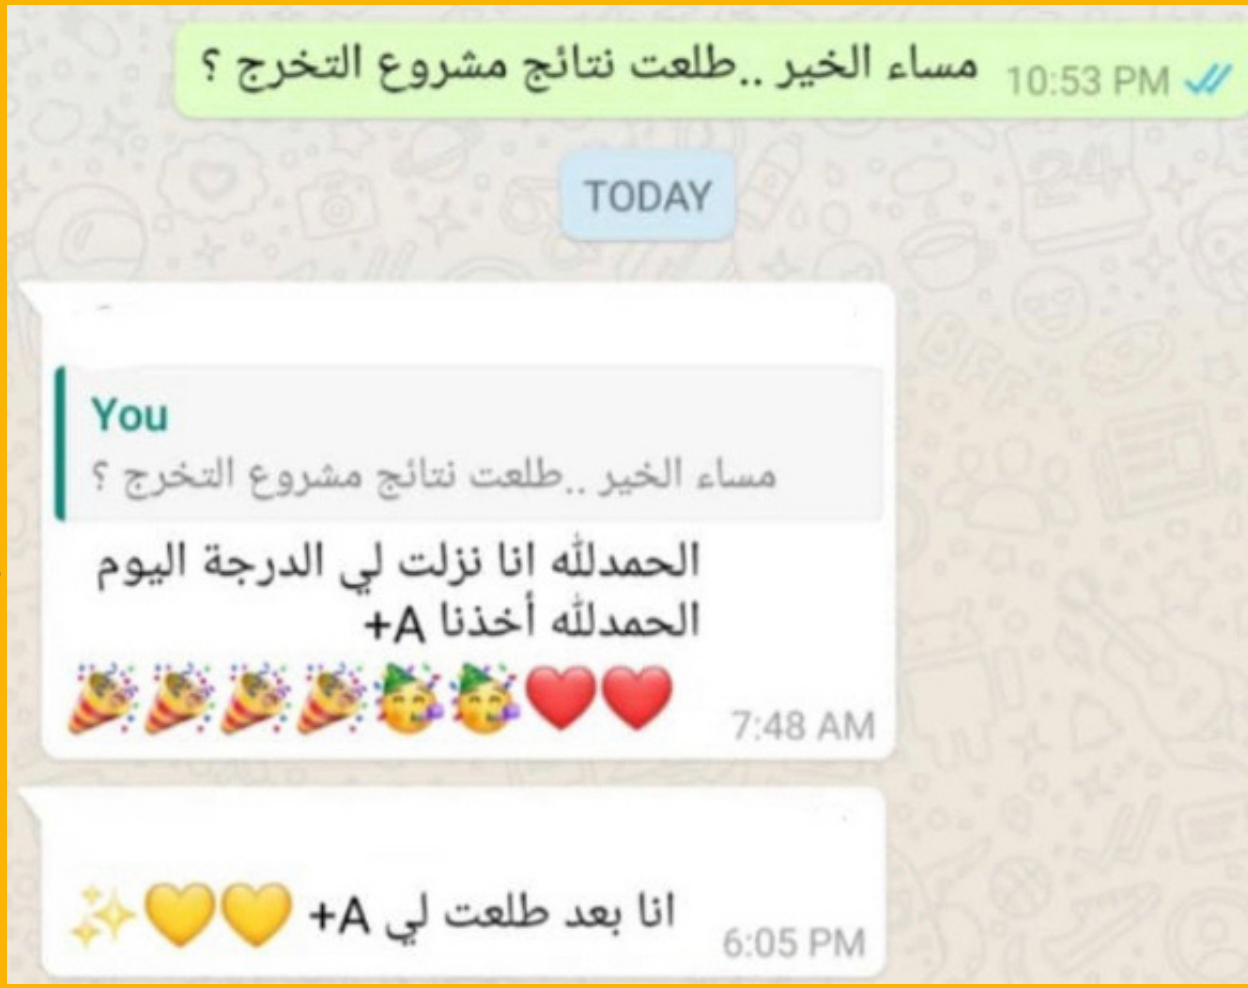 مساء الخير ..طلعت نتائج مشروع التخرج ؟
10:53 PM
TODAY
You
مساء الخير ..طلعت نتائج مشروع التخرج ؟
الحمدلله انا نزلت لي الدرجة اليوم
الحمدلله أخذنا A+
🎉🎉🎉🎉🥳🥳❤️❤️
7:48 AM
انا بعد طلعت لي A+ 💛💛✨
6:05 PM